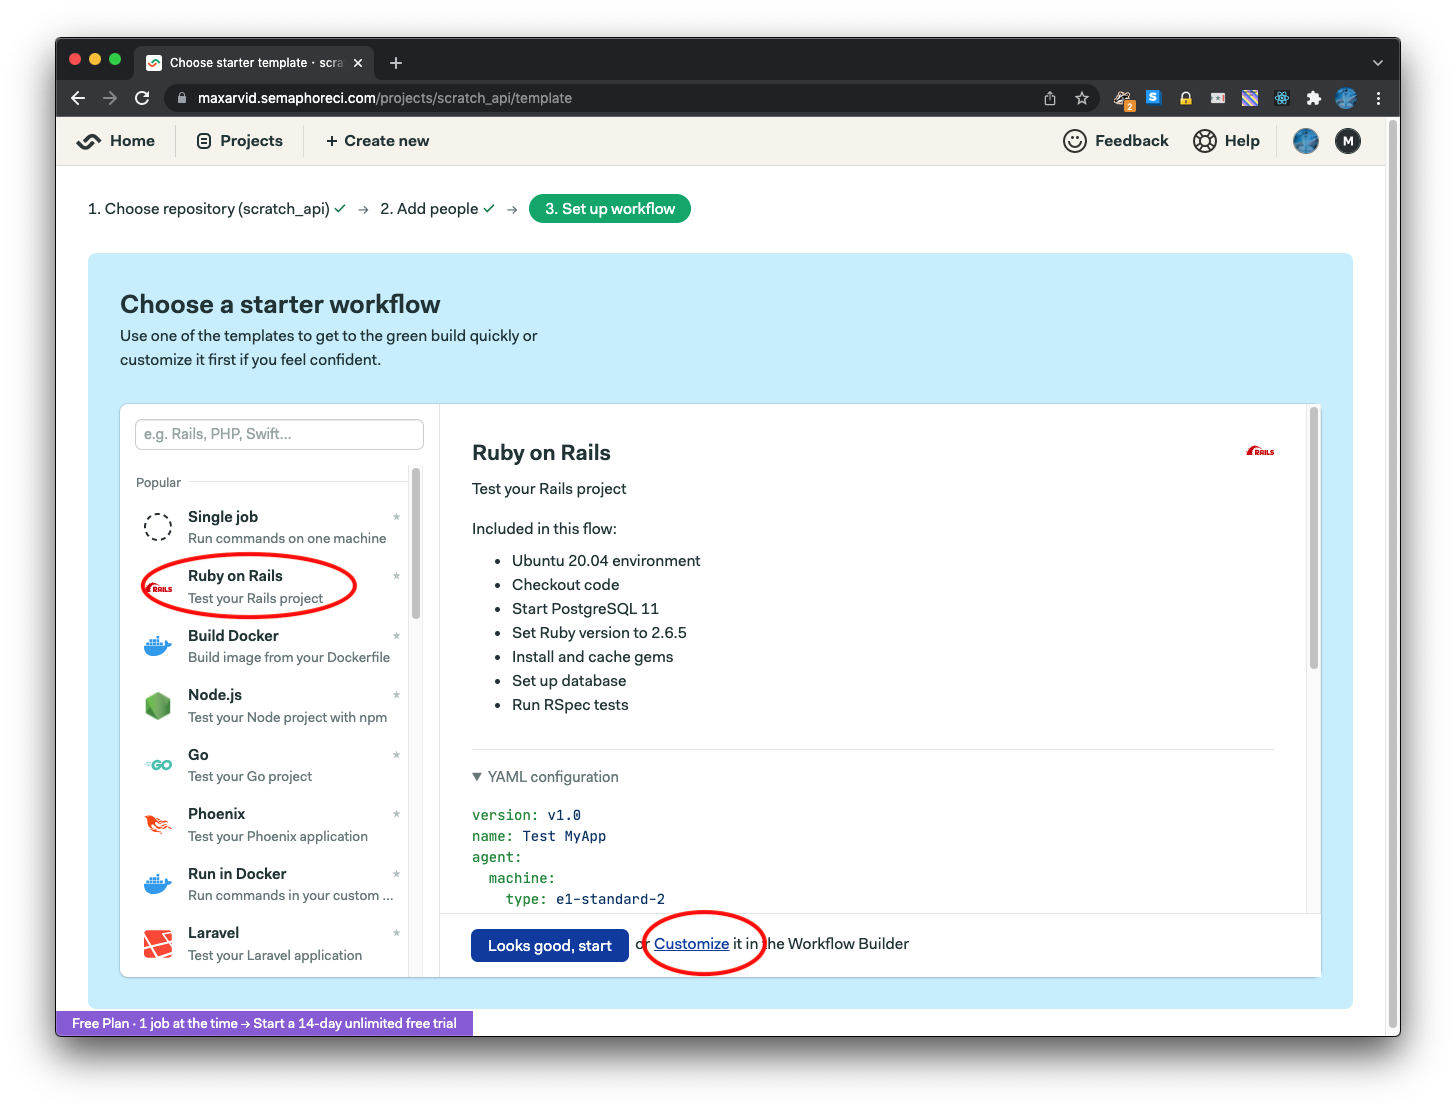 Choose starter template · scra
maxarvid.semaphoreci.com/projects/scratch_api/template
2
S
Home
Projects
+ Create new
Feedback
Help
M
1. Choose repository (scratch_api) ✓ → 2. Add people ✓ → 3. Set up workflow
Choose a starter workflow
Use one of the templates to get to the green build quickly or
customize it first if you feel confident.
e.g. Rails, PHP, Swift...
Popular
Single job
Run commands on one machine
RAILS
Ruby on Rails
Test your Rails project
Build Docker
Build image from your Dockerfile
Node.js
Test your Node project with npm
GO
Go
Test your Go project
Phoenix
Test your Phoenix application
Run in Docker
Run commands in your custom ...
Laravel
Test your Laravel application
Ruby on Rails
RAILS
Test your Rails project
Included in this flow:
• Ubuntu 20.04 environment
• Checkout code
• Start PostgreSQL 11
• Set Ruby version to 2.6.5
• Install and cache gems
• Set up database
• Run RSpec tests
▼ YAML configuration
version: v1.0
name: Test MyApp
agent:
machine:
type: e1-standard-2
Looks good, start or Customize it in the Workflow Builder
Free Plan · 1 job at the time → Start a 14-day unlimited free trial